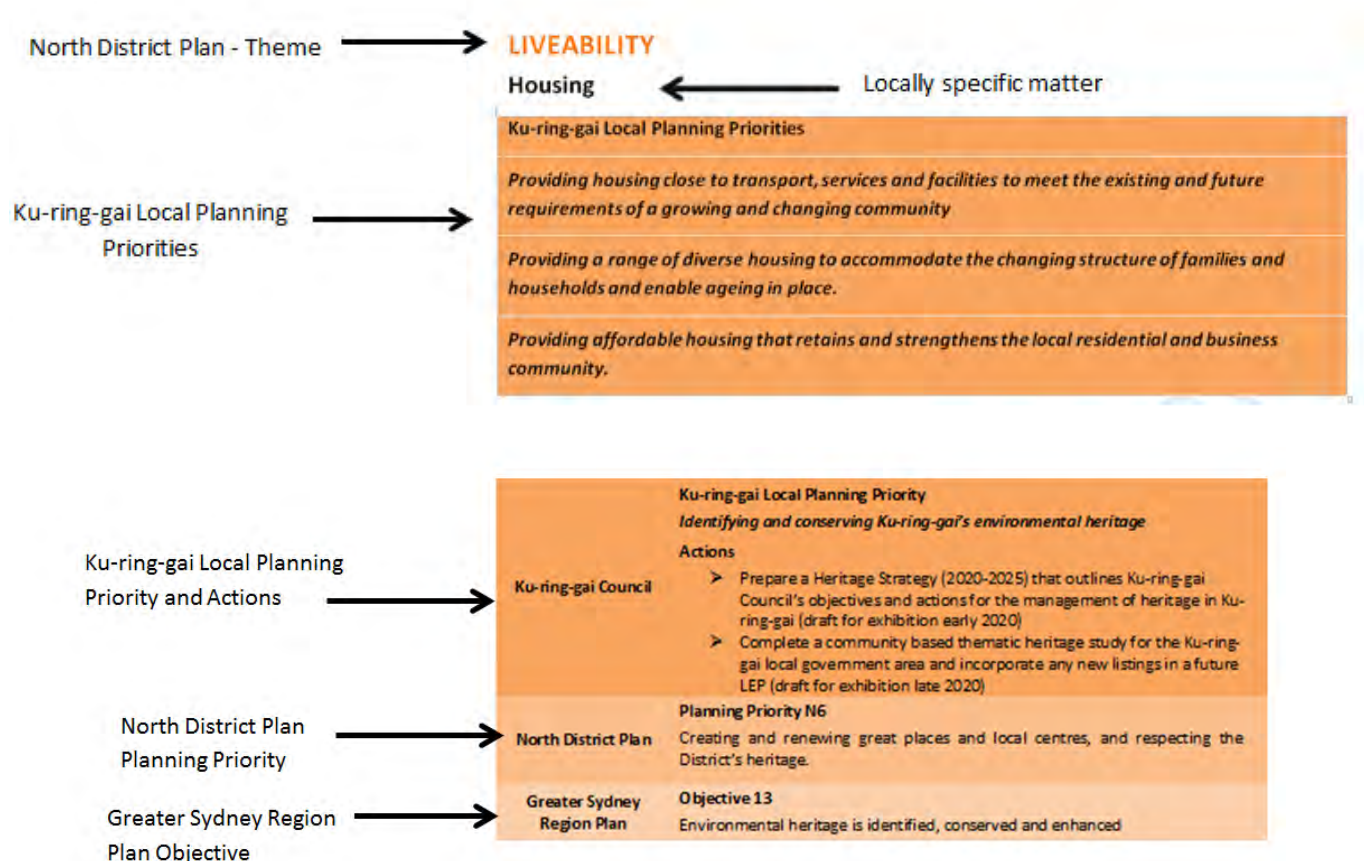 North District Plan - Theme
LIVEABILITY
Housing
Locally specific matter
Ku-ring-gai Local Planning Priorities
Ku-ring-gai Local Planning
Priorities
Providing housing close to transport, services and facilities to meet the existing and future
requirements of a growing and changing community
Providing a range of diverse housing to accommodate the changing structure of families and
households and enable ageing in place.
Providing affordable housing that retains and strengthens the local residential and business
community.
Ku-ring-gai Local Planning
Priority and Actions
Ku-ring-gai Council
Ku-ring-gai Local Planning Priority
Identifying and conserving Ku-ring-gai's environmental heritage
Actions
➤ Prepare a Heritage Strategy (2020-2025) that outlines Ku-ring-gai
Council's objectives and actions for the management of heritage in Ku-
ring-gai (draft for exhibition early 2020)
➤ Complete a community based thematic heritage study for the Ku-ring-
gai local government area and incorporate any new listings in a future
LEP (draft for exhibition late 2020)
North District Plan
Planning Priority
North District Plan
Planning Priority N6
Creating and renewing great places and local centres, and respecting the
District's heritage.
Greater Sydney Region
Plan Objective
Greater Sydney
Region Plan
Objective 13
Environmental heritage is identified, conserved and enhanced